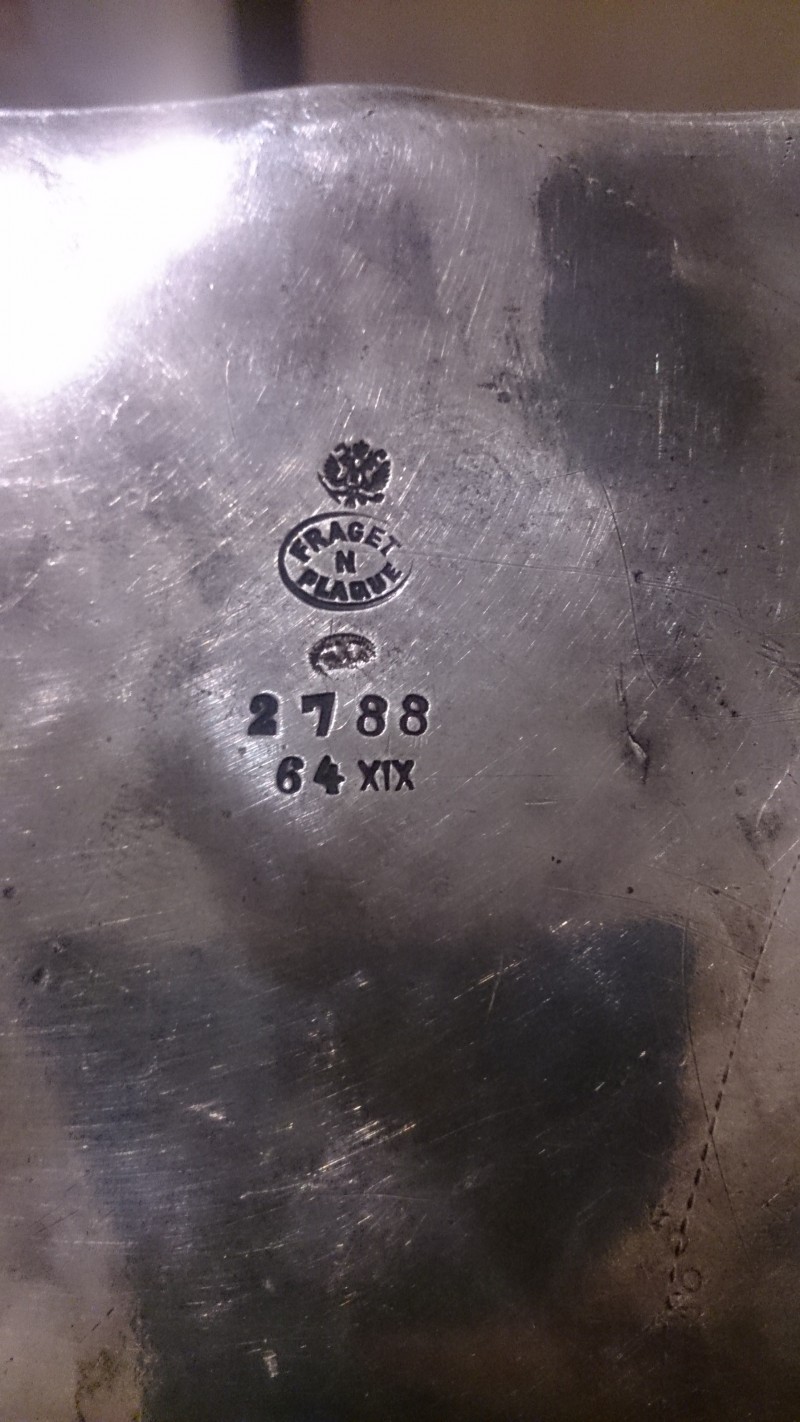 FRAGET
N
PLAQUE
2788
64 XIX